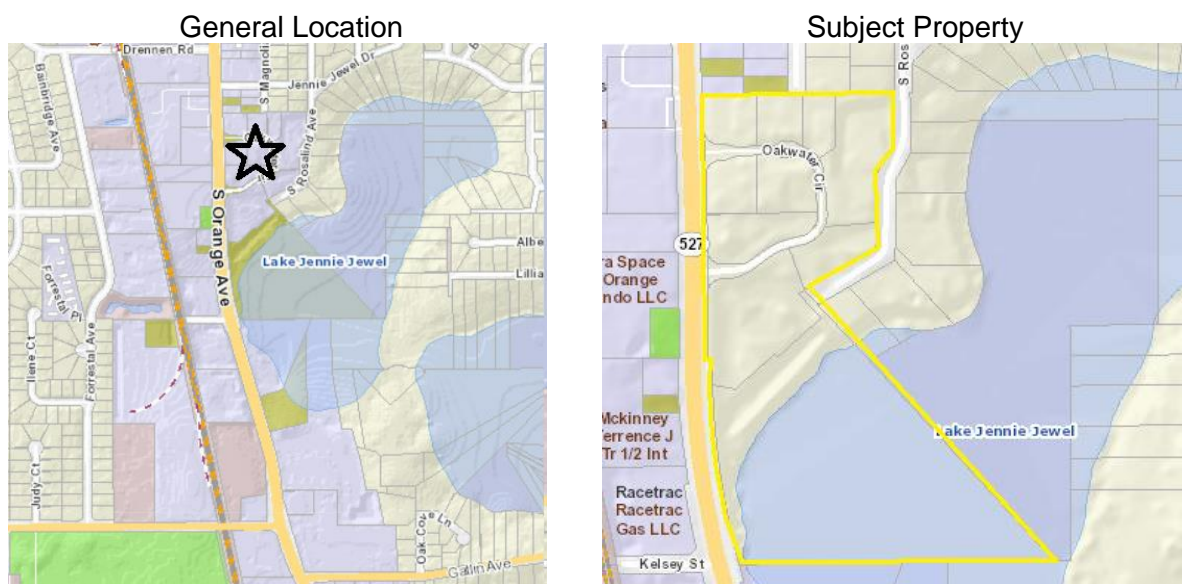 General Location
Subject Property
Drennen Rd
Bainbridge Ave
S Magnoli
Jennie Jewel Dr
S Rosalind Ave
S Orange Ave
Lake Jennie Jewel
Albe
Lillia
Forrestal Pl
Forrestal Ave
Ilene Ct
Judy Ct
Oak Cove Ln
Gatlin Ave
S Ros
Oakwater Cir
527
ra Space
Orange
ndo LLC
Mckinney
Terrence J
Tr 1/2 Int
Lake Jennie Jewel
Racetrac
Racetrac
Gas LLC
Kelsey St